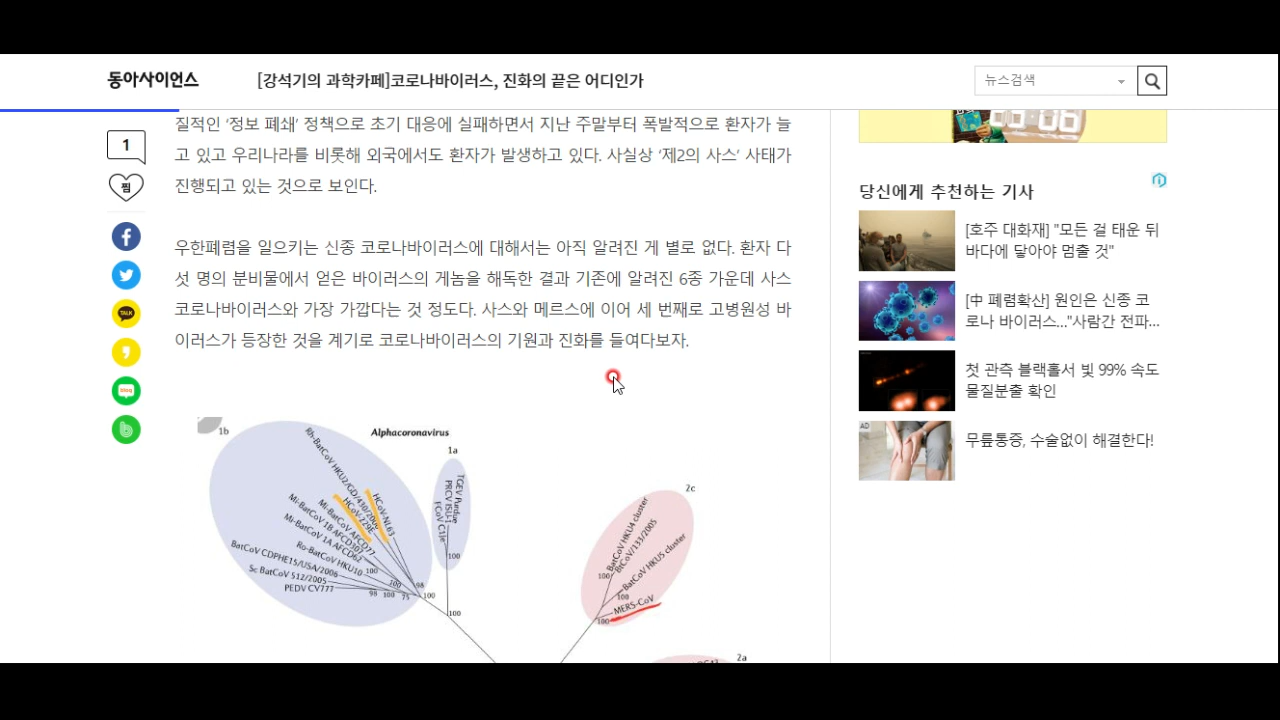 동아사이언스
[강석기의 과학카페]코로나바이러스, 진화의 끝은 어디인가
뉴스검색
1
찜
질적인 '정보 폐쇄' 정책으로 초기 대응에 실패하면서 지난 주말부터 폭발적으로 환자가 늘
고 있고 우리나라를 비롯해 외국에서도 환자가 발생하고 있다. 사실상 '제2의 사스' 사태가
진행되고 있는 것으로 보인다.
우한폐렴을 일으키는 신종 코로나바이러스에 대해서는 아직 알려진 게 별로 없다. 환자 다
섯 명의 분비물에서 얻은 바이러스의 게놈을 해독한 결과 기존에 알려진 6종 가운데 사스
코로나바이러스와 가장 가깝다는 것 정도다. 사스와 메르스에 이어 세 번째로 고병원성 바
이러스가 등장한 것을 계기로 코로나바이러스의 기원과 진화를 들여다보자.
TALK
1b
Alphacoronavirus
1a
Rh-BatCoV HKU2/GD/430/2006
HCoV-NL63
HCoV-229E
Mi-BatCoV AFCD77
Mi-BatCoV 1B AFCD307
Mi-BatCoV 1A AFCD62
Ro-BatCoV HKU10
BatCoV CDPHE15/USA/2006
Sc BatCoV 512/2005
PEDV CV777
98
100
75
100
100
98
100
TGEV Purdue
PRCV ISU-1
FCoV C1Je
100
100
2c
BatCoV HKU4 cluster
BtCoV/133/2005
BatCoV HKU5 cluster
MERS-CoV
100
100
100
2a
당신에게 추천하는 기사
[호주 대화재] "모든 걸 태운 뒤
바다에 닿아야 멈출 것"
[中 폐렴확산] 원인은 신종 코
로나 바이러스..."사람간 전파...
첫 관측 블랙홀서 빛 99% 속도
물질분출 확인
AD
무릎통증, 수술없이 해결한다!